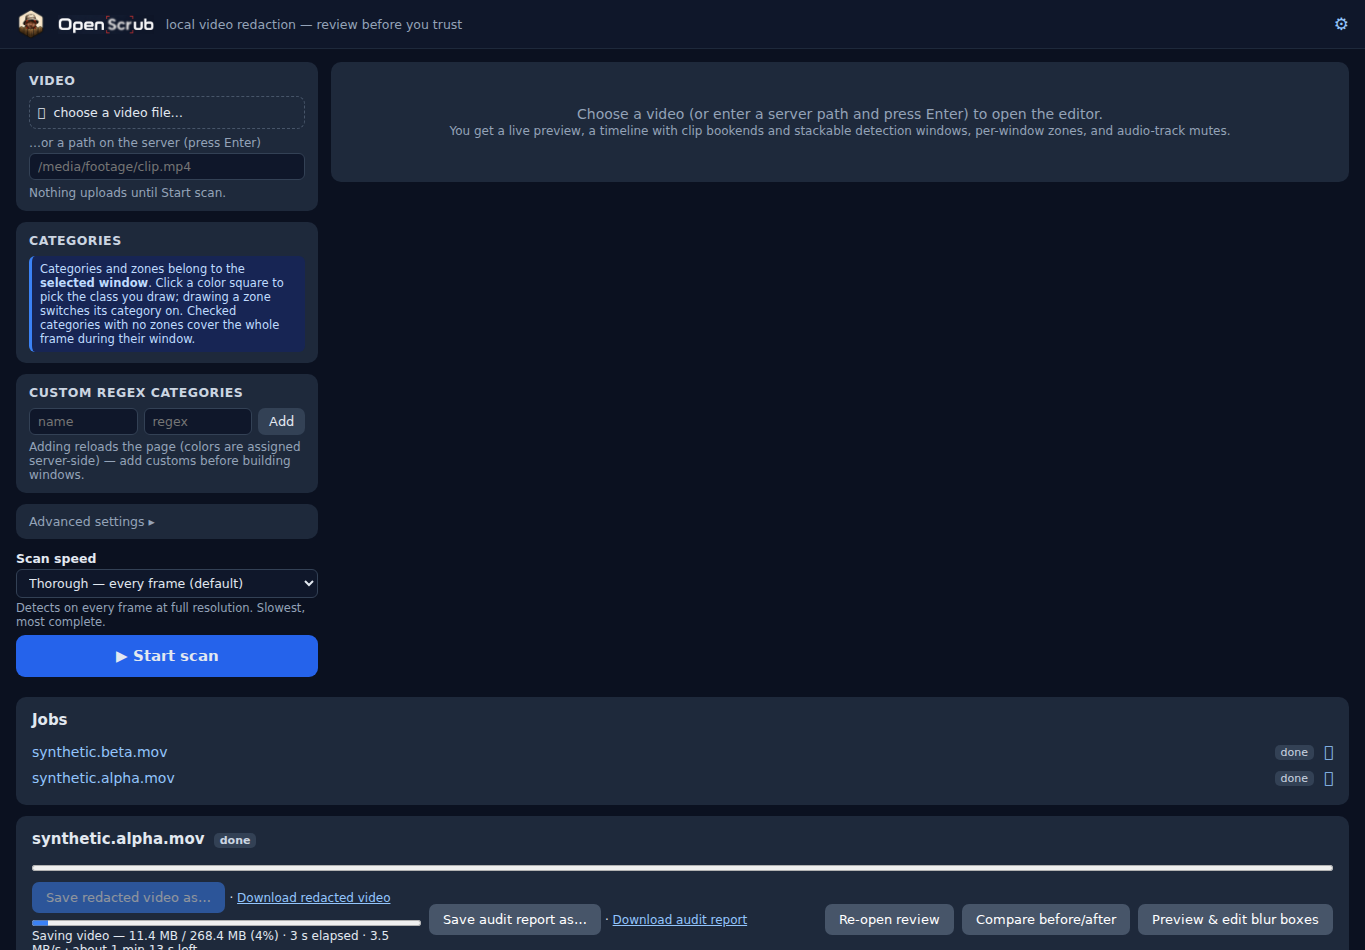 OpenScrub local video redaction — review before you trust
VIDEO
choose a video file...
...or a path on the server (press Enter)
/media/footage/clip.mp4
Nothing uploads until Start scan.
Choose a video (or enter a server path and press Enter) to open the editor.
You get a live preview, a timeline with clip bookends and stackable detection windows, per-window zones, and audio-track mutes.
CATEGORIES
Categories and zones belong to the
selected window. Click a color square to
pick the class you draw; drawing a zone
switches its category on. Checked
categories with no zones cover the whole
frame during their window.
CUSTOM REGEX CATEGORIES
name regex Add
Adding reloads the page (colors are assigned
server-side) — add customs before building
windows.
Advanced settings ▸
Scan speed
Thorough — every frame (default)
Detects on every frame at full resolution. Slowest,
most complete.
▶ Start scan
Jobs
synthetic.beta.mov done
synthetic.alpha.mov done
synthetic.alpha.mov done
Save redacted video as... · Download redacted video
Save audit report as... · Download audit report
Re-open review Compare before/after Preview & edit blur boxes
Saving video — 11.4 MB / 268.4 MB (4%) · 3 s elapsed · 3.5
MB/s · about 1 min 13 s left